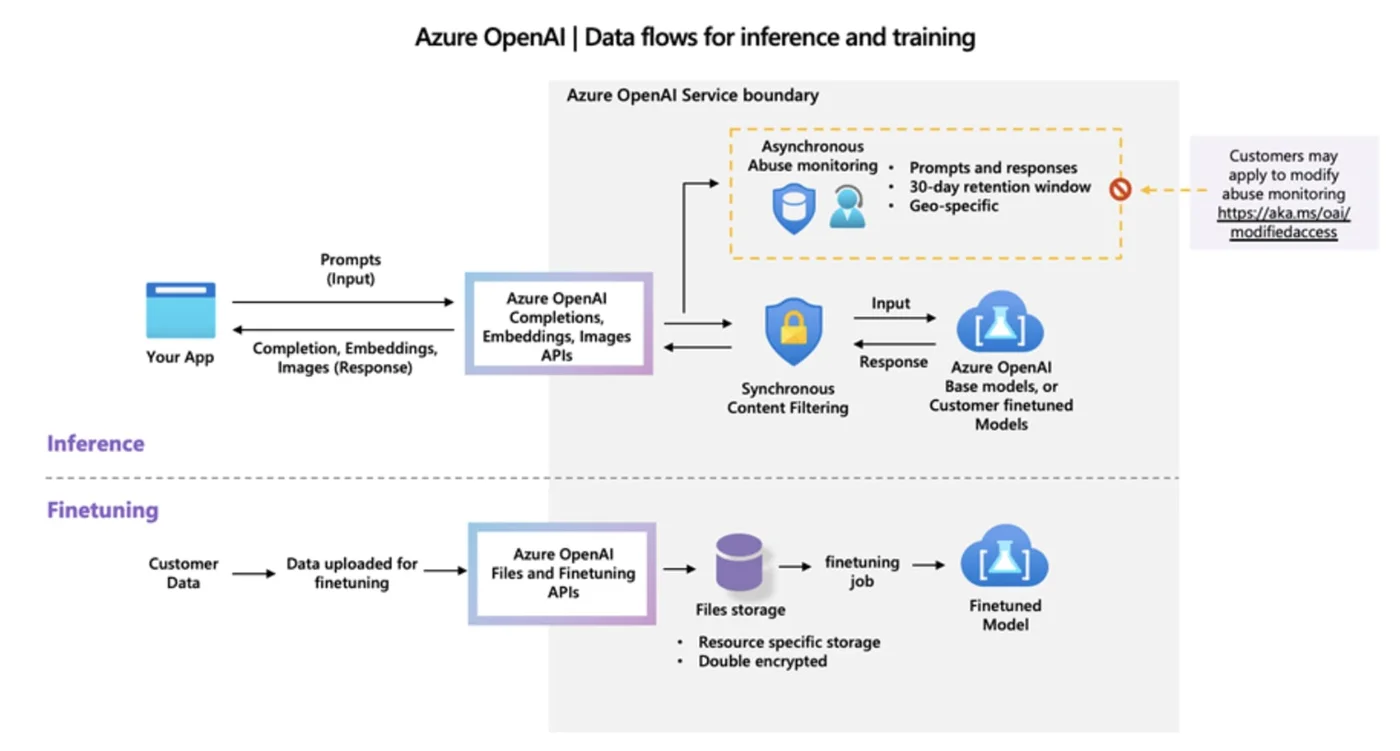 Azure OpenAI | Data flows for inference and training
Azure OpenAI Service boundary
Asynchronous
Abuse monitoring
• Prompts and responses
• 30-day retention window
• Geo-specific
Customers may
apply to modify
abuse monitoring
https://aka.ms/oai/
modifiedaccess
Prompts
(Input)
Your App
Completion, Embeddings,
Images (Response)
Azure OpenAI
Completions,
Embeddings, Images
APIs
Synchronous
Content Filtering
Input
Response
Azure OpenAI
Base models, or
Customer finetuned
Models
Inference
Finetuning
Customer
Data
Data uploaded for
finetuning
Azure OpenAI
Files and Finetuning
APIs
Files storage
• Resource specific storage
• Double encrypted
finetuning
job
Finetuned
Model